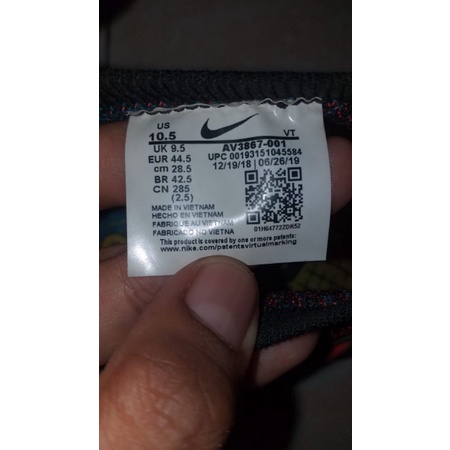 US
10.5 VT
UK 9.5 AV3867-001
EUR 44.5 UPC 00193151045584
cm 28.5 12/19/18 | 06/26/19
BR 42.5
CN 285
(2.5)
MADE IN VIETNAM
HECHO EN VIETNAM
FABRIQUE AU VIETNAM
FABRICADO NO VIETNA
01H64772ZDR52
This product is covered by one or more patents:
www.nike.com/patentsvirtualmarking